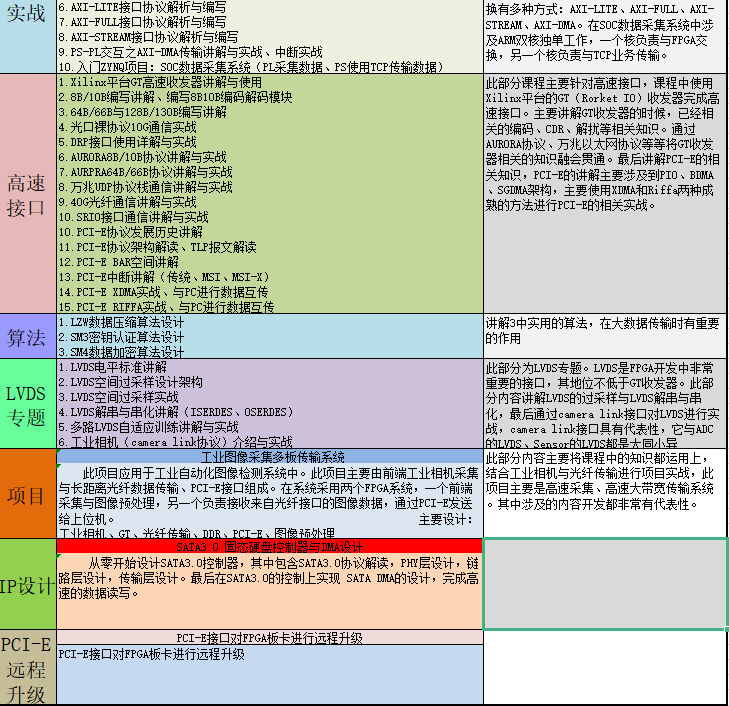 实战
6.AXI-LITE接口协议解析与编写
7.AXI-FULL接口协议解析与编写
8.AXI-STREAM接口协议解析与编写
9.PS-PL交互之AXI-DMA传输讲解与实战、中断实战
10.入门ZYNQ项目：SOC数据采集系统（PL采集数据、PS使用TCP传输数据）
换有多种方式：AXI-LITE、AXI-FULL、AXI-
STREAM、AXI-DMA。在SOC数据采集系统中涉
及ARM双核独单工作，一个核负责与FPGA交
换，另一个核负责与TCP业务传输。
高速
接口
1.Xilinx平台GT高速收发器讲解与使用
2.8B/10B编写讲解、编写8B10B编码解码模块
3.64B/66B与128B/130B编写讲解
4.光口裸协议10G通信实战
5.DRP接口使用详解与实战
6.AURORA8B/10B协议讲解与实战
7.AURPRA64B/66B协议讲解与实战
8.万兆UDP协议栈通信讲解与实战
9.40G光纤通信讲解与实战
10.SRIO接口通信讲解与实战
10.PCI-E协议发展历史讲解
11.PCI-E协议架构解读、TLP报文解读
12.PCI-E BAR空间讲解
13.PCI-E中断讲解（传统、MSI、MSI-X）
14.PCI-E XDMA实战、与PC进行数据互传
15.PCI-E RIFFA实战、与PC进行数据互传
此部分课程主要针对高速接口，课程中使用
Xilinx平台的GT（Rorket IO）收发器完成高
速接口。主要讲解GT收发器的时候，已经相
关的编码、CDR、解扰等相关知识。通过
AURORA协议、万兆以太网协议等等将GT收发
器相关的知识融会贯通。最后讲解PCI-E的相
关知识，PCI-E的讲解主要涉及到PIO、BDMA
、SGDMA架构，主要使用XDMA和Riffa两种成
熟的方法进行PCI-E的相关实战。
算法
1.LZW数据压缩算法设计
2.SM3密钥认证算法设计
3.SM4数据加密算法设计
讲解3中实用的算法，在大数据传输时有重要
的作用
LVDS
专题
1.LVDS电平标准讲解
2.LVDS空间过采样设计架构
3.LVDS空间过采样实战
4.LVDS解串与串化讲解（ISERDES、OSERDES）
5.多路LVDS自适应训练讲解与实战
6.工业相机（camera link协议）介绍与实战
此部分为LVDS专题。LVDS是FPGA开发中非常
重要的接口，其地位不低于GT收发器。此部
分内容讲解LVDS的过采样与LVDS解串与串
化，最后通过camera link接口对LVDS进行实
战，camera link接口具有代表性，它与ADC
的LVDS、Sensor的LVDS都是大同小异
项目
工业图像采集多板传输系统
此项目应用于工业自动化图像检测系统中。此项目主要由前端工业相机采集
与长距离光纤数据传输、PCI-E接口组成。在系统采用两个FPGA系统，一个前端
采集与图像预处理，另一个负责接收来自光纤接口的图像数据，通过PCI-E发送
给上位机。 主要设计：
工业相机、GT、光纤传输、DDR、PCI-E、图像预处理
此部分内容主要将课程中的知识都运用上，
结合工业相机与光纤传输进行项目实战，此
项目主要是高速采集、高速大带宽传输系统
。其中涉及的内容开发都非常有代表性。
IP设计
SATA3.0 固态硬盘控制器与DMA设计
从零开始设计SATA3.0控制器，其中包含SATA3.0协议解读，PHY层设计，链
路层设计，传输层设计。最后在SATA3.0的控制上实现 SATA DMA的设计，完成高
速的数据读写。
PCI-E
远程
升级
PCI-E接口对FPGA板卡进行远程升级
PCI-E接口对FPGA板卡进行远程升级